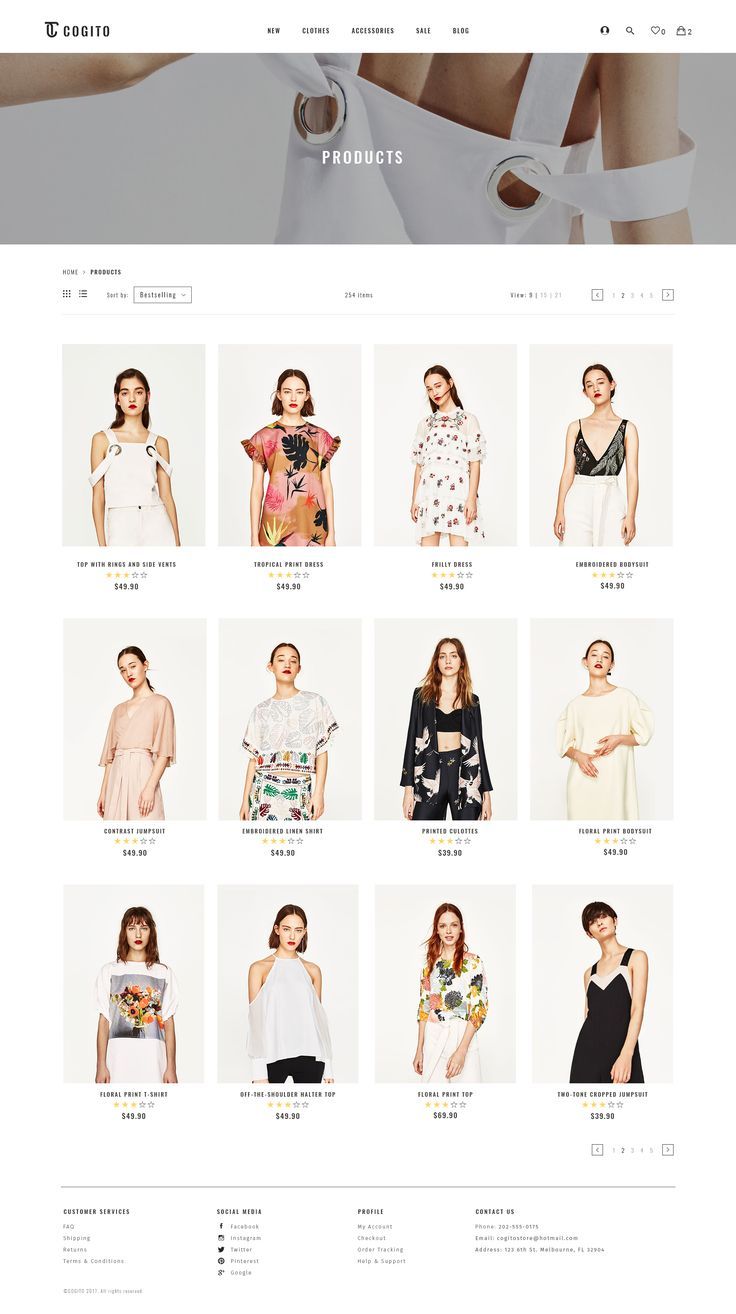 COGITO
NEW CLOTHES ACCESSORIES SALE BLOG
0 2
PRODUCTS
HOME > PRODUCTS
Sort by: Bestselling 254 items View: 9 | 15 | 21 < 1 2 3 4 5 >
TOP WITH RINGS AND SIDE VENTS TROPICAL PRINT DRESS FRILLY DRESS EMBROIDERED BODYSUIT
$49.90 $49.90 $49.90 $49.90
CONTRAST JUMPSUIT EMBROIDERED LINEN SHIRT PRINTED CULOTTES FLORAL PRINT BODYSUIT
$49.90 $49.90 $39.90 $49.90
FLORAL PRINT T-SHIRT OFF-THE-SHOULDER HALTER TOP FLORAL PRINT TOP TWO-TONE CROPPED JUMPSUIT
$49.90 $49.90 $69.90 $39.90
< 1 2 3 4 5 >
CUSTOMER SERVICES SOCIAL MEDIA PROFILE CONTACT US
FAQ Facebook My Account Phone: 202-555-0175
Shipping Instagram Checkout Email: cogitostore@hotmail.com
Returns Twitter Order Tracking Address: 123 6th St. Melbourne, FL 32904
Terms & Conditions Pinterest Help & Support
Google
©COGITO 2017. All rights reserved